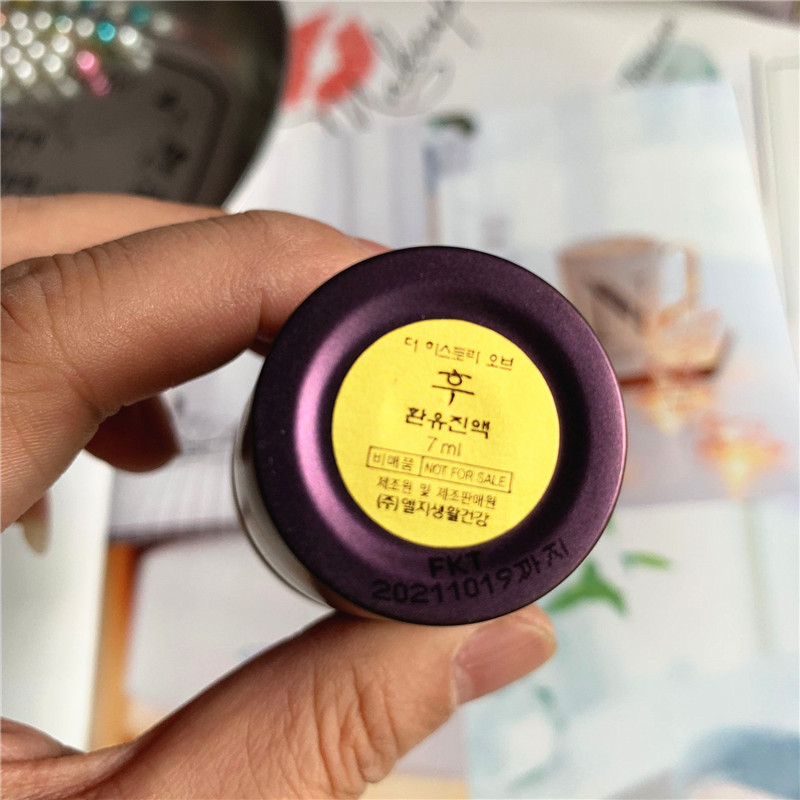 더 히스토리 오브
후
환유진액
7 ml
비매품 NOT FOR SALE
제조원 및 제조판매원
(주)엘지생활건강
FKT
20211019까지